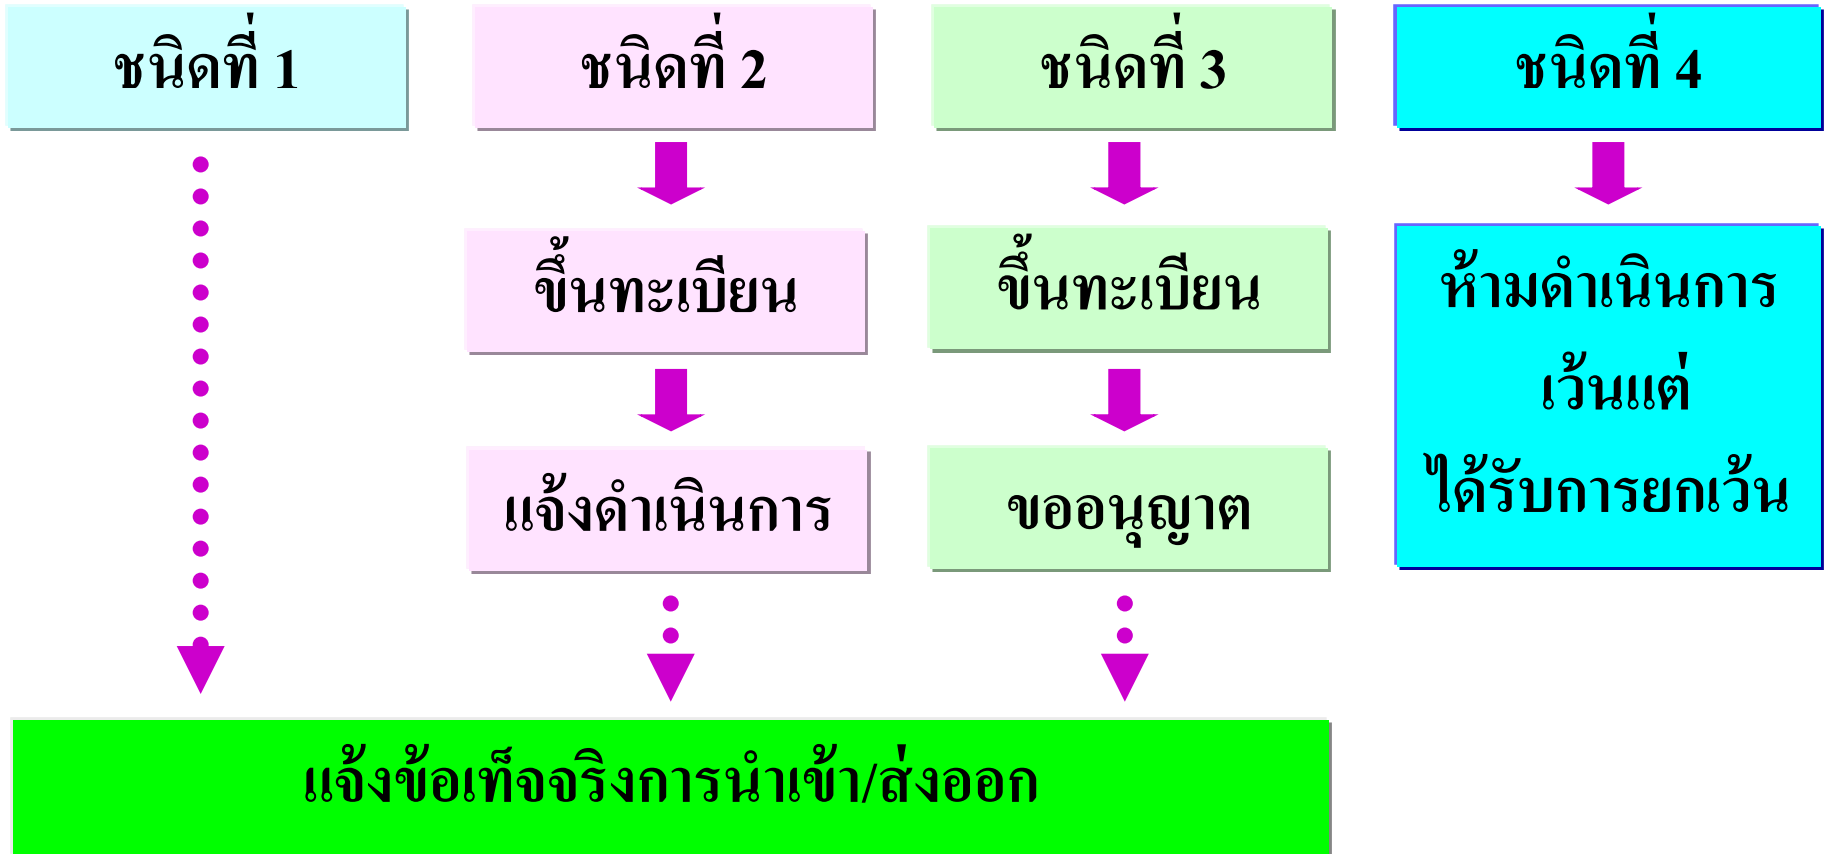 ชนิดที่ 1
ชนิดที่ 2
ชนิดที่ 3
ชนิดที่ 4
ขึ้นทะเบียน
ขึ้นทะเบียน
ห้ามดำเนินการ
เว้นแต่
ได้รับการยกเว้น
แจ้งดำเนินการ
ขออนุญาต
แจ้งข้อเท็จจริงการนำเข้า/ส่งออก